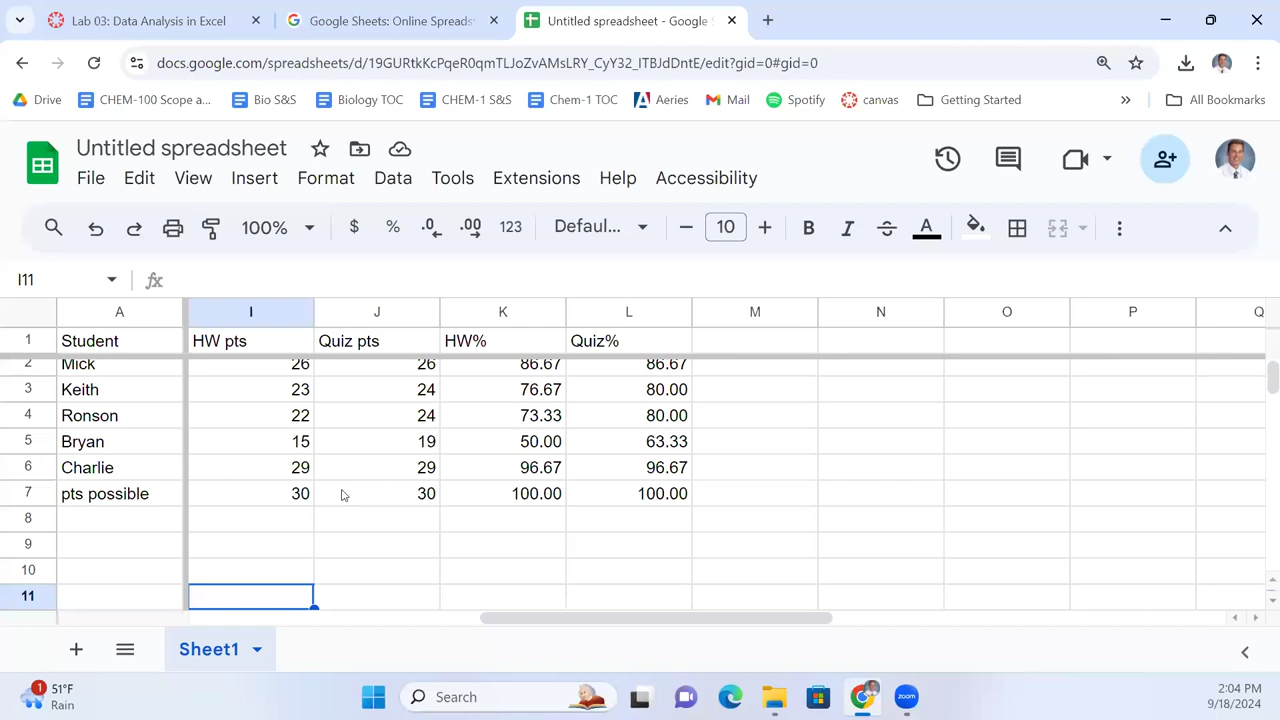 Lab 03: Data Analysis in Excel
Google Sheets: Online Spreads
Untitled spreadsheet - Google S
docs.google.com/spreadsheets/d/19GURtkKcPqeR0qmTLJoZvAMsLRY_CyY32_lTBJdDntE/edit?gid=0#gid=0
Drive CHEM-100 Scope a... Bio S&S Biology TOC CHEM-1 S&S Chem-1 TOC Aeries Mail Spotify canvas Getting Started » All Bookmarks
Untitled spreadsheet
File Edit View Insert Format Data Tools Extensions Help Accessibility
100% $ % .0 .00 123 Defaul... − 10 + B I S A
I11 fx
A I J K L M N O P Q
1 Student HW pts Quiz pts HW% Quiz%
2 Mick 26 26 86.67 86.67
3 Keith 23 24 76.67 80.00
4 Ronson 22 24 73.33 80.00
5 Bryan 15 19 50.00 63.33
6 Charlie 29 29 96.67 96.67
7 pts possible 30 30 100.00 100.00
8
9
10
11
Sheet1
1 51°F
Rain
Search
zoom
2:04 PM
9/18/2024